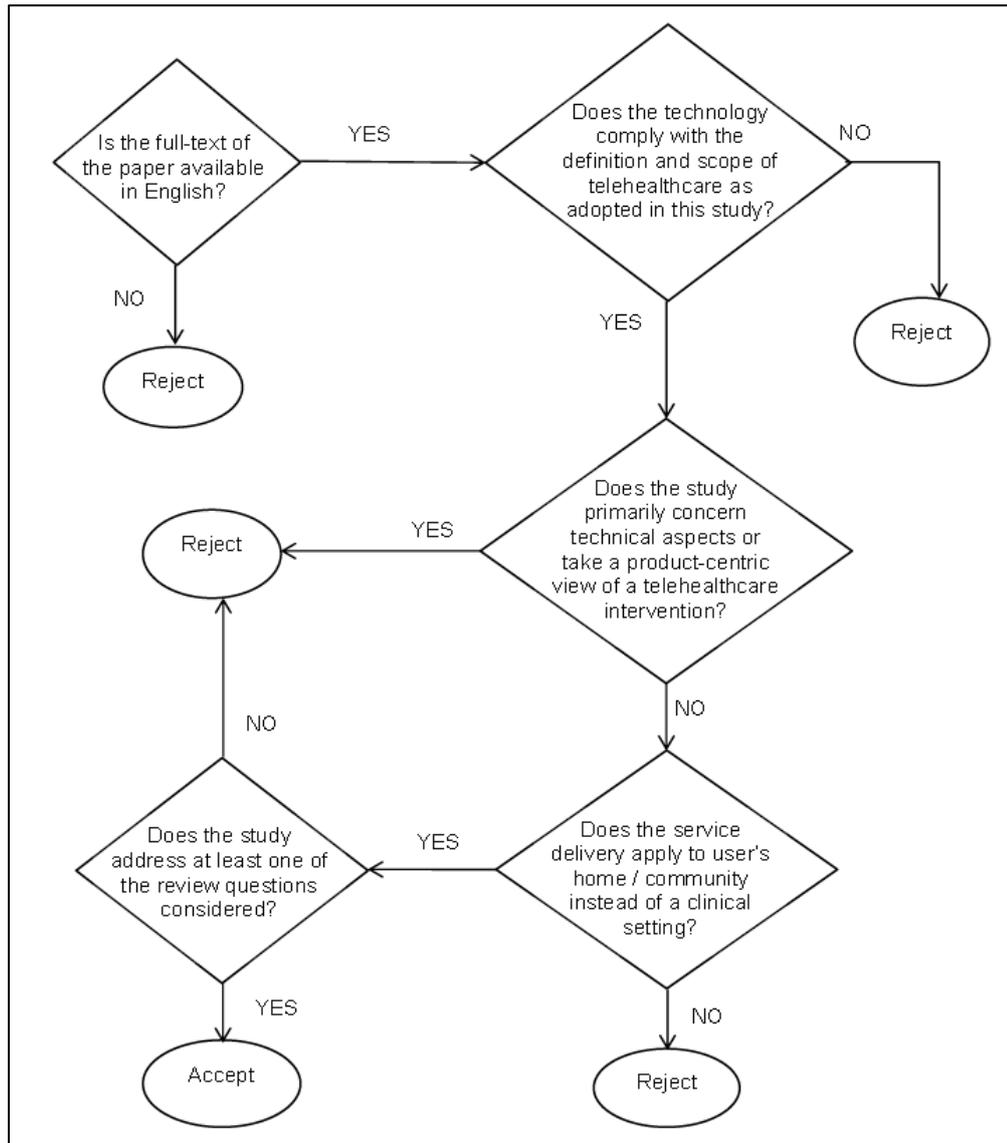 Is the full-text of
the paper available
in English?
YES
Does the technology
comply with the
definition and scope of
telehealthcare as
adopted in this study?
NO
NO
Reject
YES
Reject
Does the study
primarily concern
technical aspects or
take a product-centric
view of a telehealthcare
intervention?
YES
Reject
NO
Does the service
delivery apply to user's
home / community
instead of a clinical
setting?
YES
Does the study
address at least one of
the review questions
considered?
NO
YES
Accept
NO
Reject